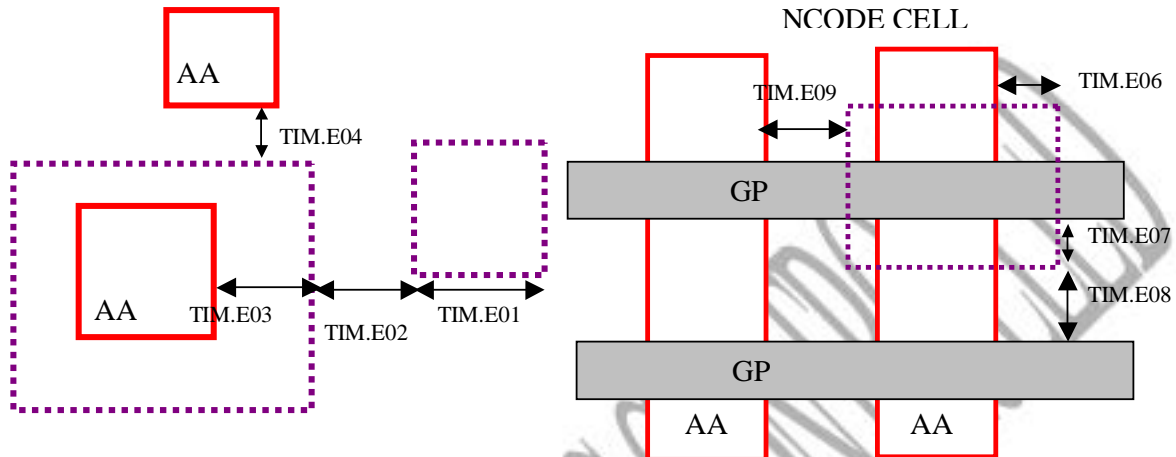 NCODE CELL
AA
TIM.E04
TIM.E03
TIM.E02
TIM.E01
AA
TIM.E09
TIM.E06
GP
TIM.E07
TIM.E08
GP
AA
AA